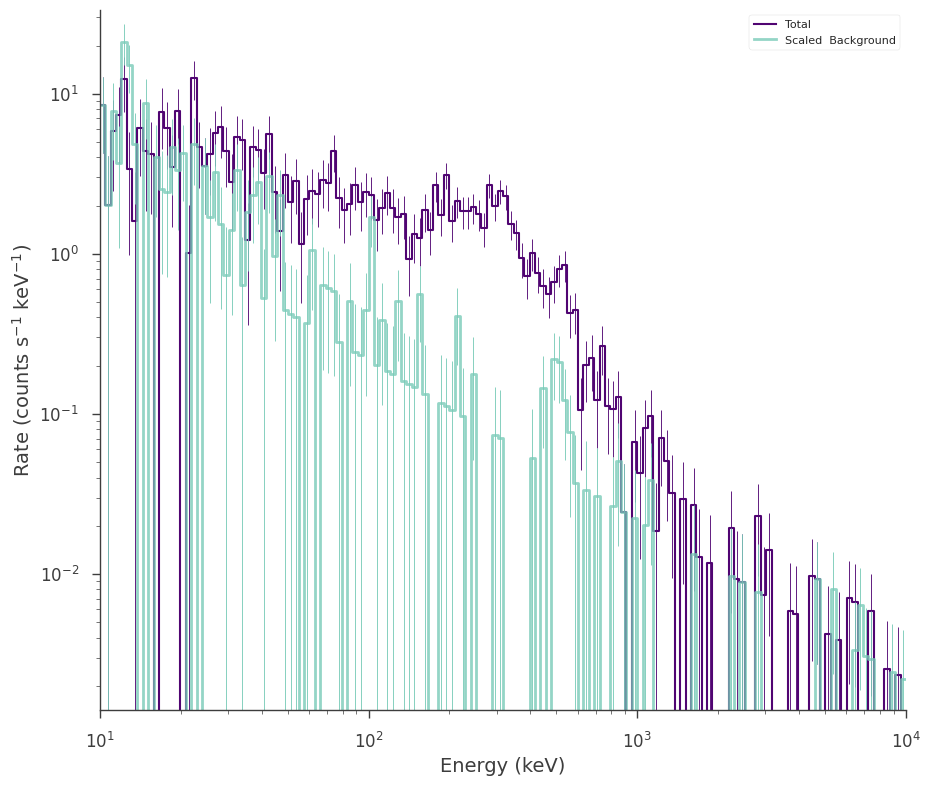 Total
Scaled  Background
Rate (counts s⁻¹ keV⁻¹)
10¹
10⁰
10⁻¹
10⁻²
10¹ 10² 10³ 10⁴
Energy (keV)